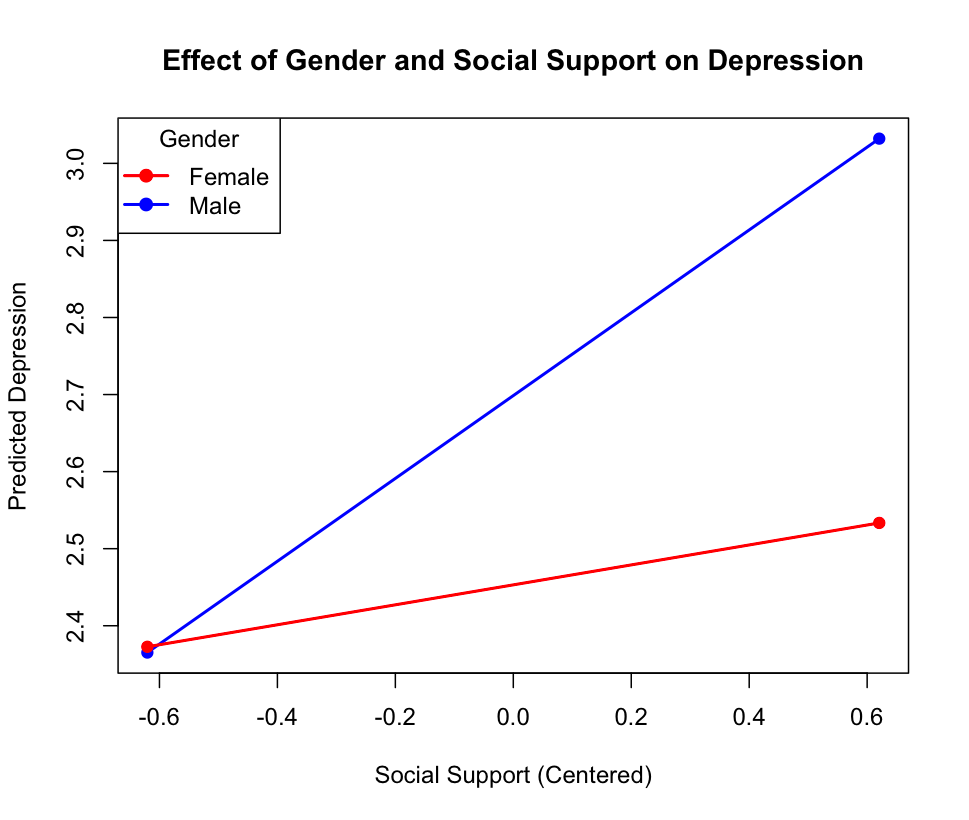 Effect of Gender and Social Support on Depression
Gender
Female
Male
Predicted Depression
3.0
2.9
2.8
2.7
2.6
2.5
2.4
-0.6 -0.4 -0.2 0.0 0.2 0.4 0.6
Social Support (Centered)